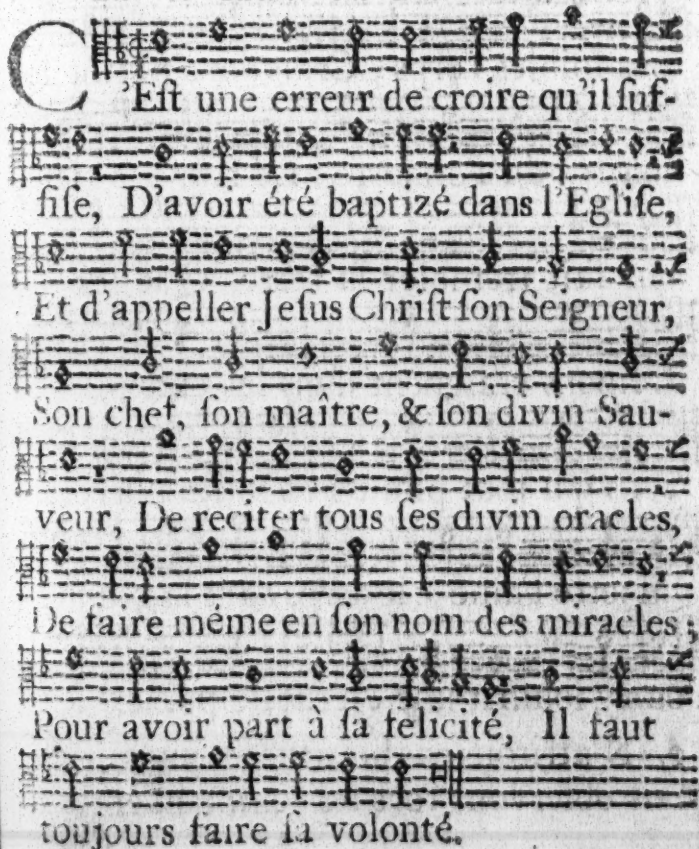 C'Eſt une erreur de croire qu'il ſuf-
fiſe, D'avoir été baptizé dans l'Egliſe,
Et d'appeller Jeſus Chriſt ſon Seigneur,
Son chef, ſon maître, & ſon divin Sau-
veur, De reciter tous ſes divin oracles,
De faire méme en ſon nom des miracles:
Pour avoir part à ſa felicité, Il faut
toujours faire ſa volonté.